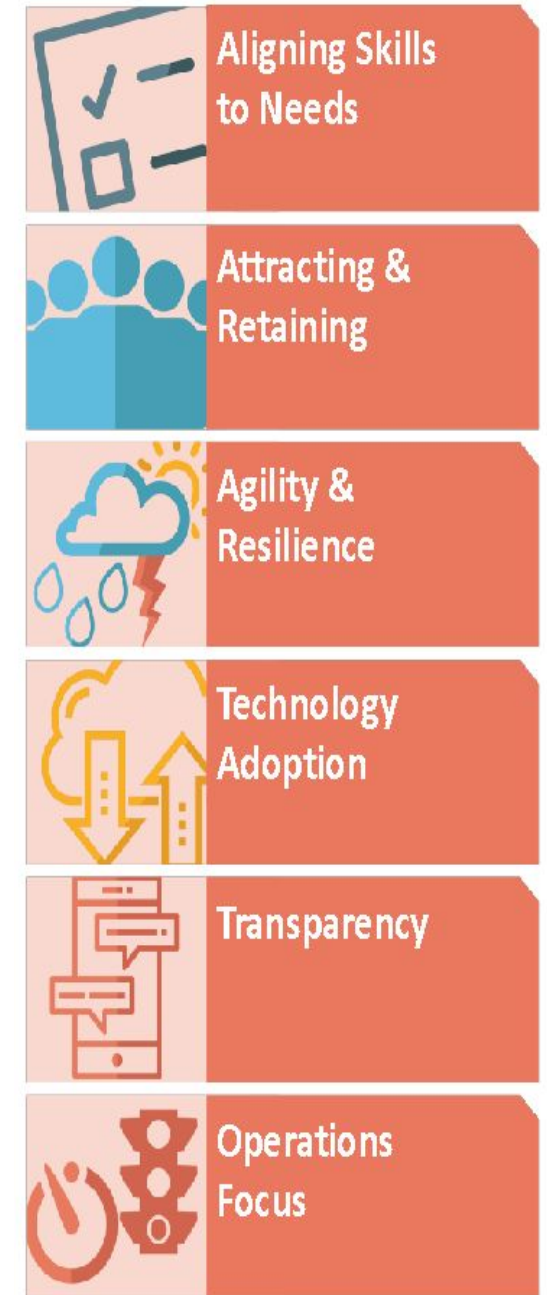 Aligning Skills
to Needs
Attracting &
Retaining
Agility &
Resilience
Technology
Adoption
Transparency
Operations
Focus